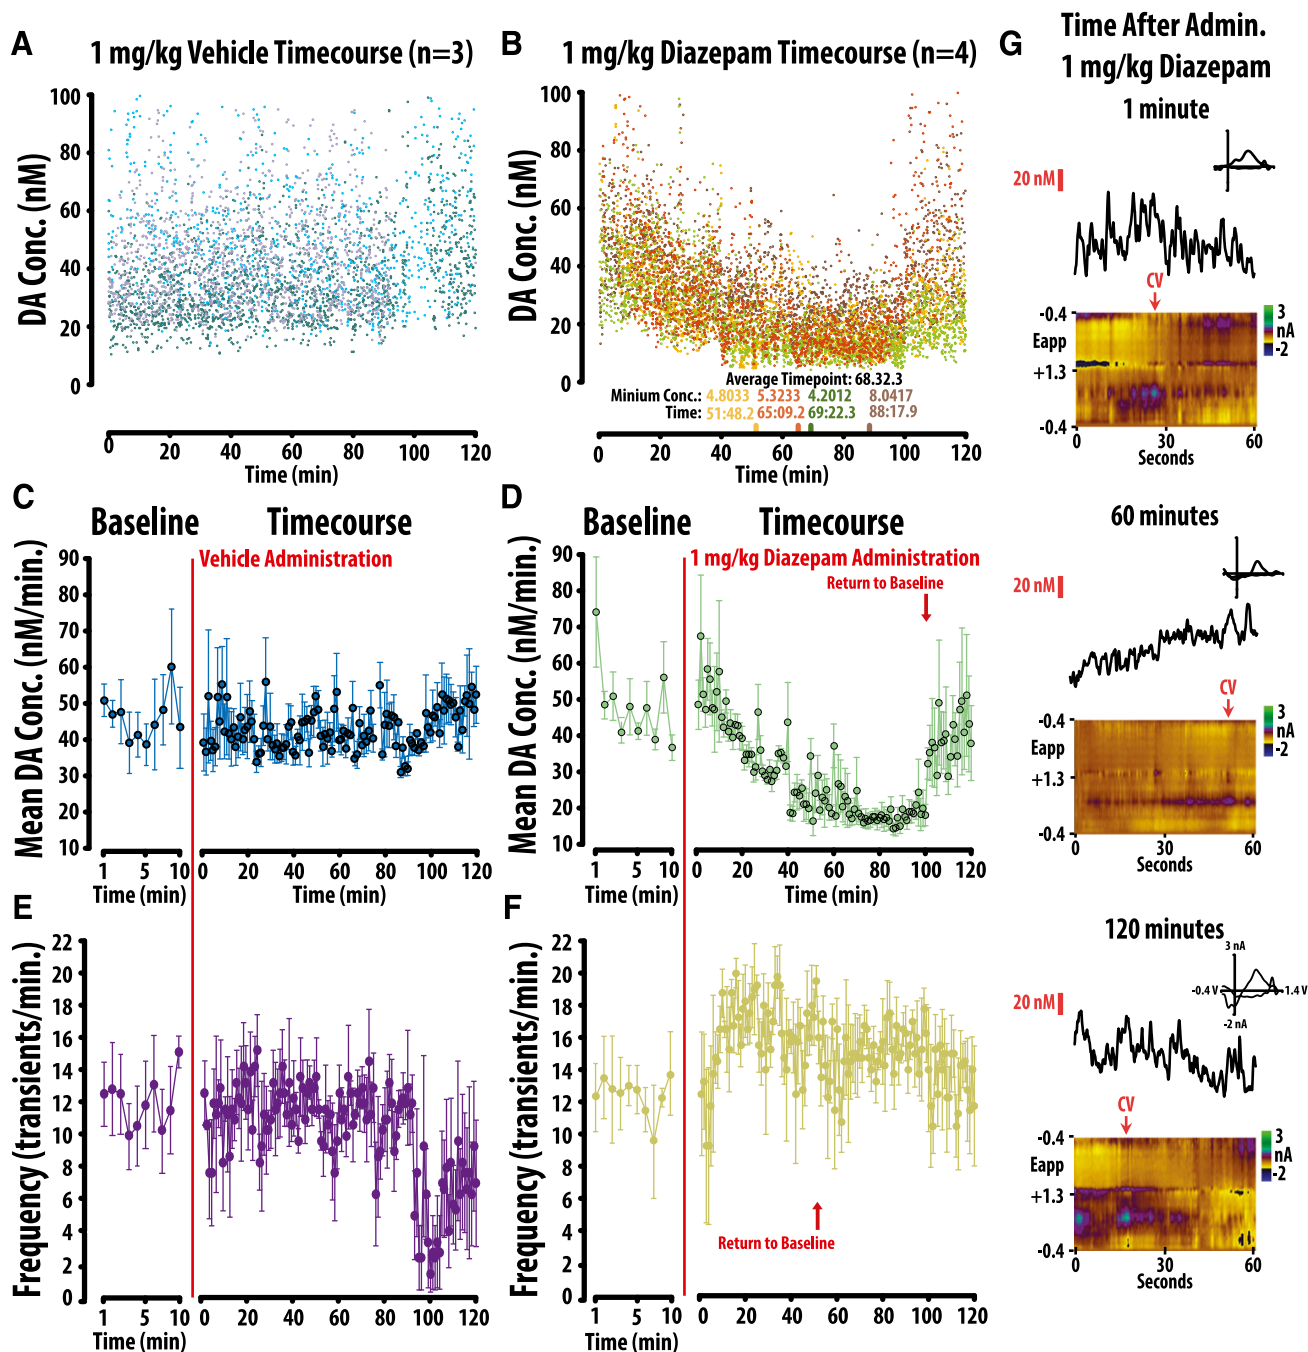 A
1 mg/kg Vehicle Timecourse (n=3)
DA Conc. (nM)
100
80
60
40
20
0
0 20 40 60 80 100 120
Time (min)
B
1 mg/kg Diazepam Timecourse (n=4)
DA Conc. (nM)
100
80
60
40
20
0
Average Timepoint: 68.32.3
Minium Conc.: 4.8033 5.3233 4.2012 8.0417
Time: 51:48.2 65:09.2 69:22.3 88:17.9
0 20 40 60 80 100 120
Time (min)
C
Baseline Timecourse
Vehicle Administration
Mean DA Conc. (nM/min.)
90
80
70
60
50
40
30
20
10
1 5 10
Time (min)
0 20 40 60 80 100 120
Time (min)
D
Baseline Timecourse
1 mg/kg Diazepam Administration
Return to Baseline
Mean DA Conc. (nM/min.)
90
80
70
60
50
40
30
20
10
1 5 10
Time (min)
0 20 40 60 80 100 120
Time (min)
E
Frequency (transients/min.)
22
20
18
16
14
12
10
8
6
4
2
0
1 5 10
Time (min)
0 20 40 60 80 100 120
Time (min)
F
Frequency (transients/min.)
22
20
18
16
14
12
10
8
6
4
2
0
Return to Baseline
1 5 10
Time (min)
0 20 40 60 80 100 120
Time (min)
G
Time After Admin.
1 mg/kg Diazepam
1 minute
20 nM
CV
-0.4
Eapp
+1.3
-0.4
3
nA
-2
0 30 60
Seconds
60 minutes
20 nM
CV
-0.4
Eapp
+1.3
-0.4
3
nA
-2
0 30 60
Seconds
120 minutes
3 nA
-0.4 V 1.4 V
-2 nA
20 nM
CV
-0.4
Eapp
+1.3
-0.4
3
nA
-2
0 30 60
Seconds